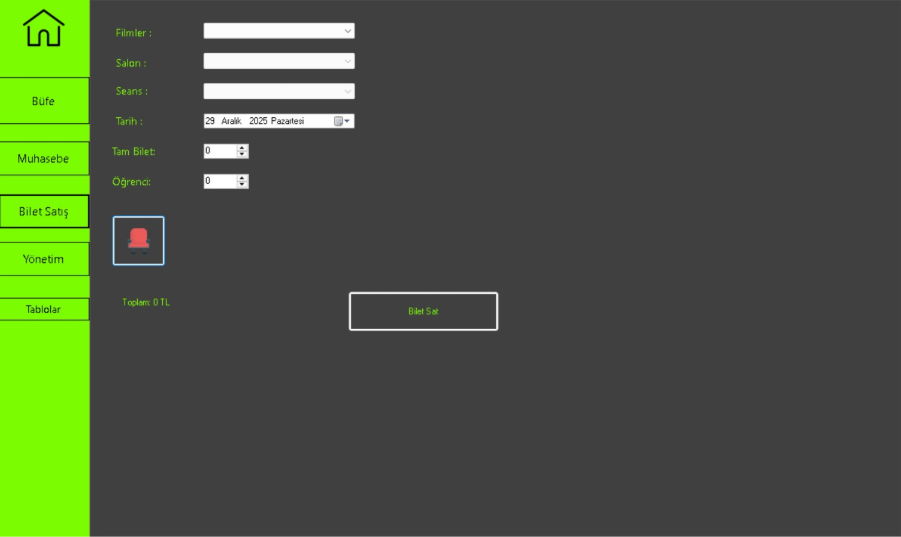 Filmler :
Salon :
Seans :
Tarih :
29 Aralık 2025 Pazartesi
Tam Bilet:
0
Öğrenci:
0
Toplam: 0 TL
Bilet Sat
Büfe
Muhasebe
Bilet Satış
Yönetim
Tablolar